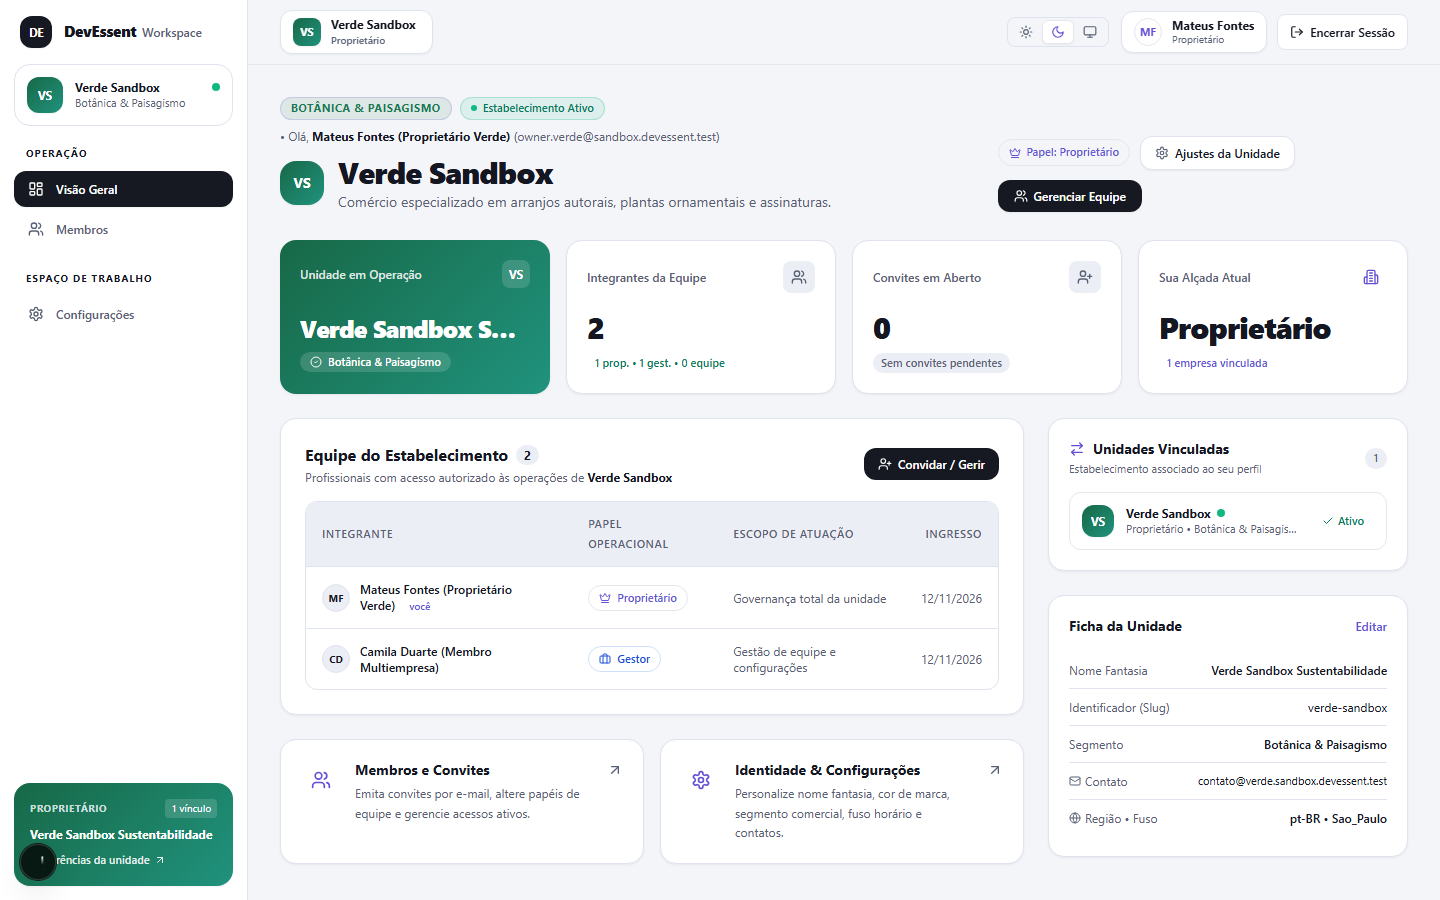 DE DevEssent Workspace
VS Verde Sandbox
Botânica & Paisagismo
OPERAÇÃO
Visão Geral
Membros
ESPAÇO DE TRABALHO
Configurações
PROPRIETÁRIO 1 vínculo
Verde Sandbox Sustentabilidade
rências da unidade
VS Verde Sandbox
Proprietário
MF Mateus Fontes
Proprietário
Encerrar Sessão
BOTÂNICA & PAISAGISMO Estabelecimento Ativo
• Olá, Mateus Fontes (Proprietário Verde) (owner.verde@sandbox.devessent.test)
VS Verde Sandbox
Comércio especializado em arranjos autorais, plantas ornamentais e assinaturas.
Papel: Proprietário Ajustes da Unidade
Gerenciar Equipe
Unidade em Operação VS
Verde Sandbox S...
Botânica & Paisagismo
Integrantes da Equipe
2
1 prop. • 1 gest. • 0 equipe
Convites em Aberto
0
Sem convites pendentes
Sua Alçada Atual
Proprietário
1 empresa vinculada
Equipe do Estabelecimento 2
Profissionais com acesso autorizado às operações de Verde Sandbox
Convidar / Gerir
INTEGRANTE PAPEL OPERACIONAL ESCOPO DE ATUAÇÃO INGRESSO
MF Mateus Fontes (Proprietário Verde) você Proprietário Governança total da unidade 12/11/2026
CD Camila Duarte (Membro Multiempresa) Gestor Gestão de equipe e configurações 12/11/2026
Membros e Convites
Emita convites por e-mail, altere papéis de
equipe e gerencie acessos ativos.
Identidade & Configurações
Personalize nome fantasia, cor de marca,
segmento comercial, fuso horário e
contatos.
Unidades Vinculadas
Estabelecimento associado ao seu perfil
1
VS Verde Sandbox
Proprietário • Botânica & Paisagis...
Ativo
Ficha da Unidade Editar
Nome Fantasia Verde Sandbox Sustentabilidade
Identificador (Slug) verde-sandbox
Segmento Botânica & Paisagismo
Contato contato@verde.sandbox.devessent.test
Região • Fuso pt-BR • Sao_Paulo